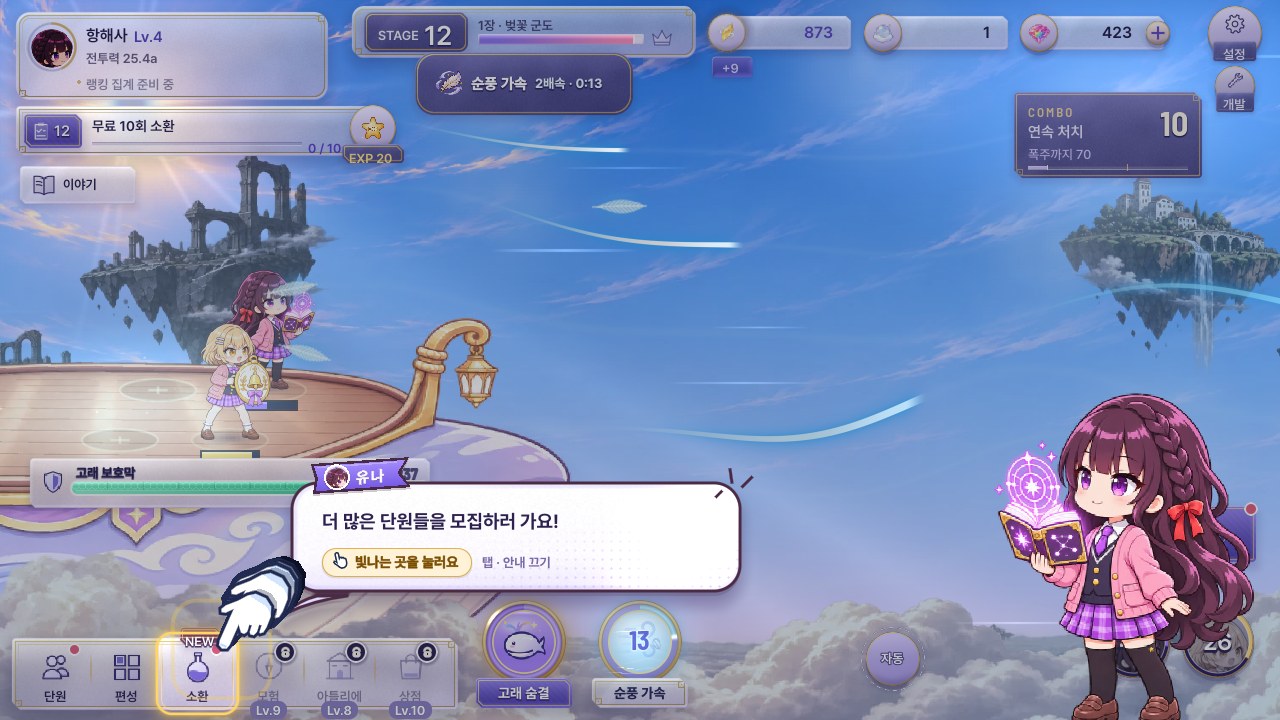 항해사 Lv.4
전투력 25.4a
랭킹 집계 준비 중
STAGE 12
1장 · 벚꽃 군도
873
+9
1
423
설정
개발
순풍 가속 2배속 · 0:13
12
무료 10회 소환
0 / 10
EXP 20
이야기
COMBO
연속 처치
10
폭주까지 70
고래 보호막
37
유나
더 많은 단원들을 모집하러 가요!
빛나는 곳을 눌러요
탭 · 안내 끄기
단원
편성
NEW
소환
모험
Lv.9
아틀리에
Lv.8
상점
Lv.10
고래 숨결
13
순풍 가속
자동
26